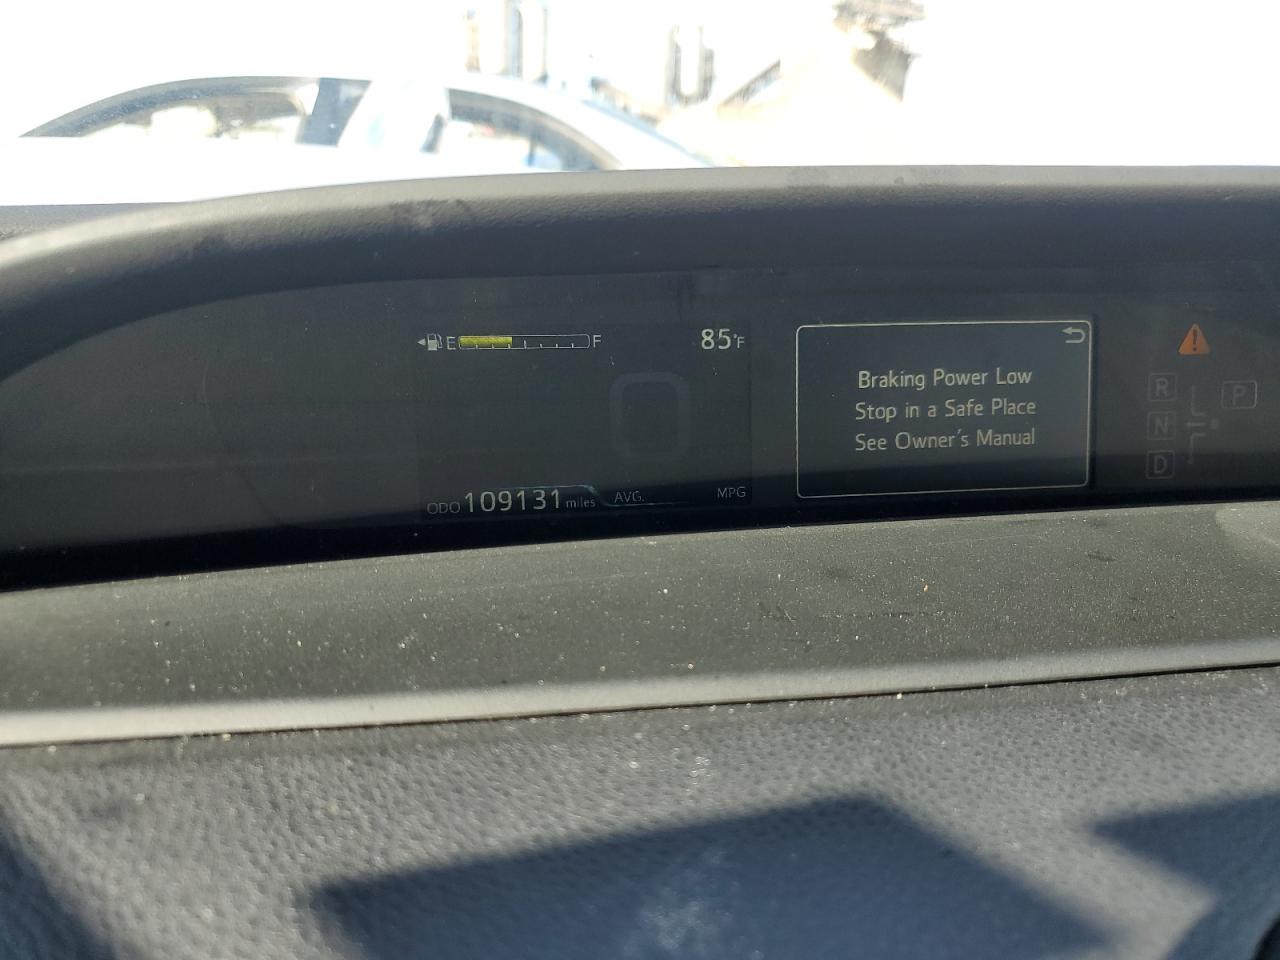 E F
85°F
ODO 109131 miles
AVG. MPG
Braking Power Low
Stop in a Safe Place
See Owner's Manual
R
P
N
D